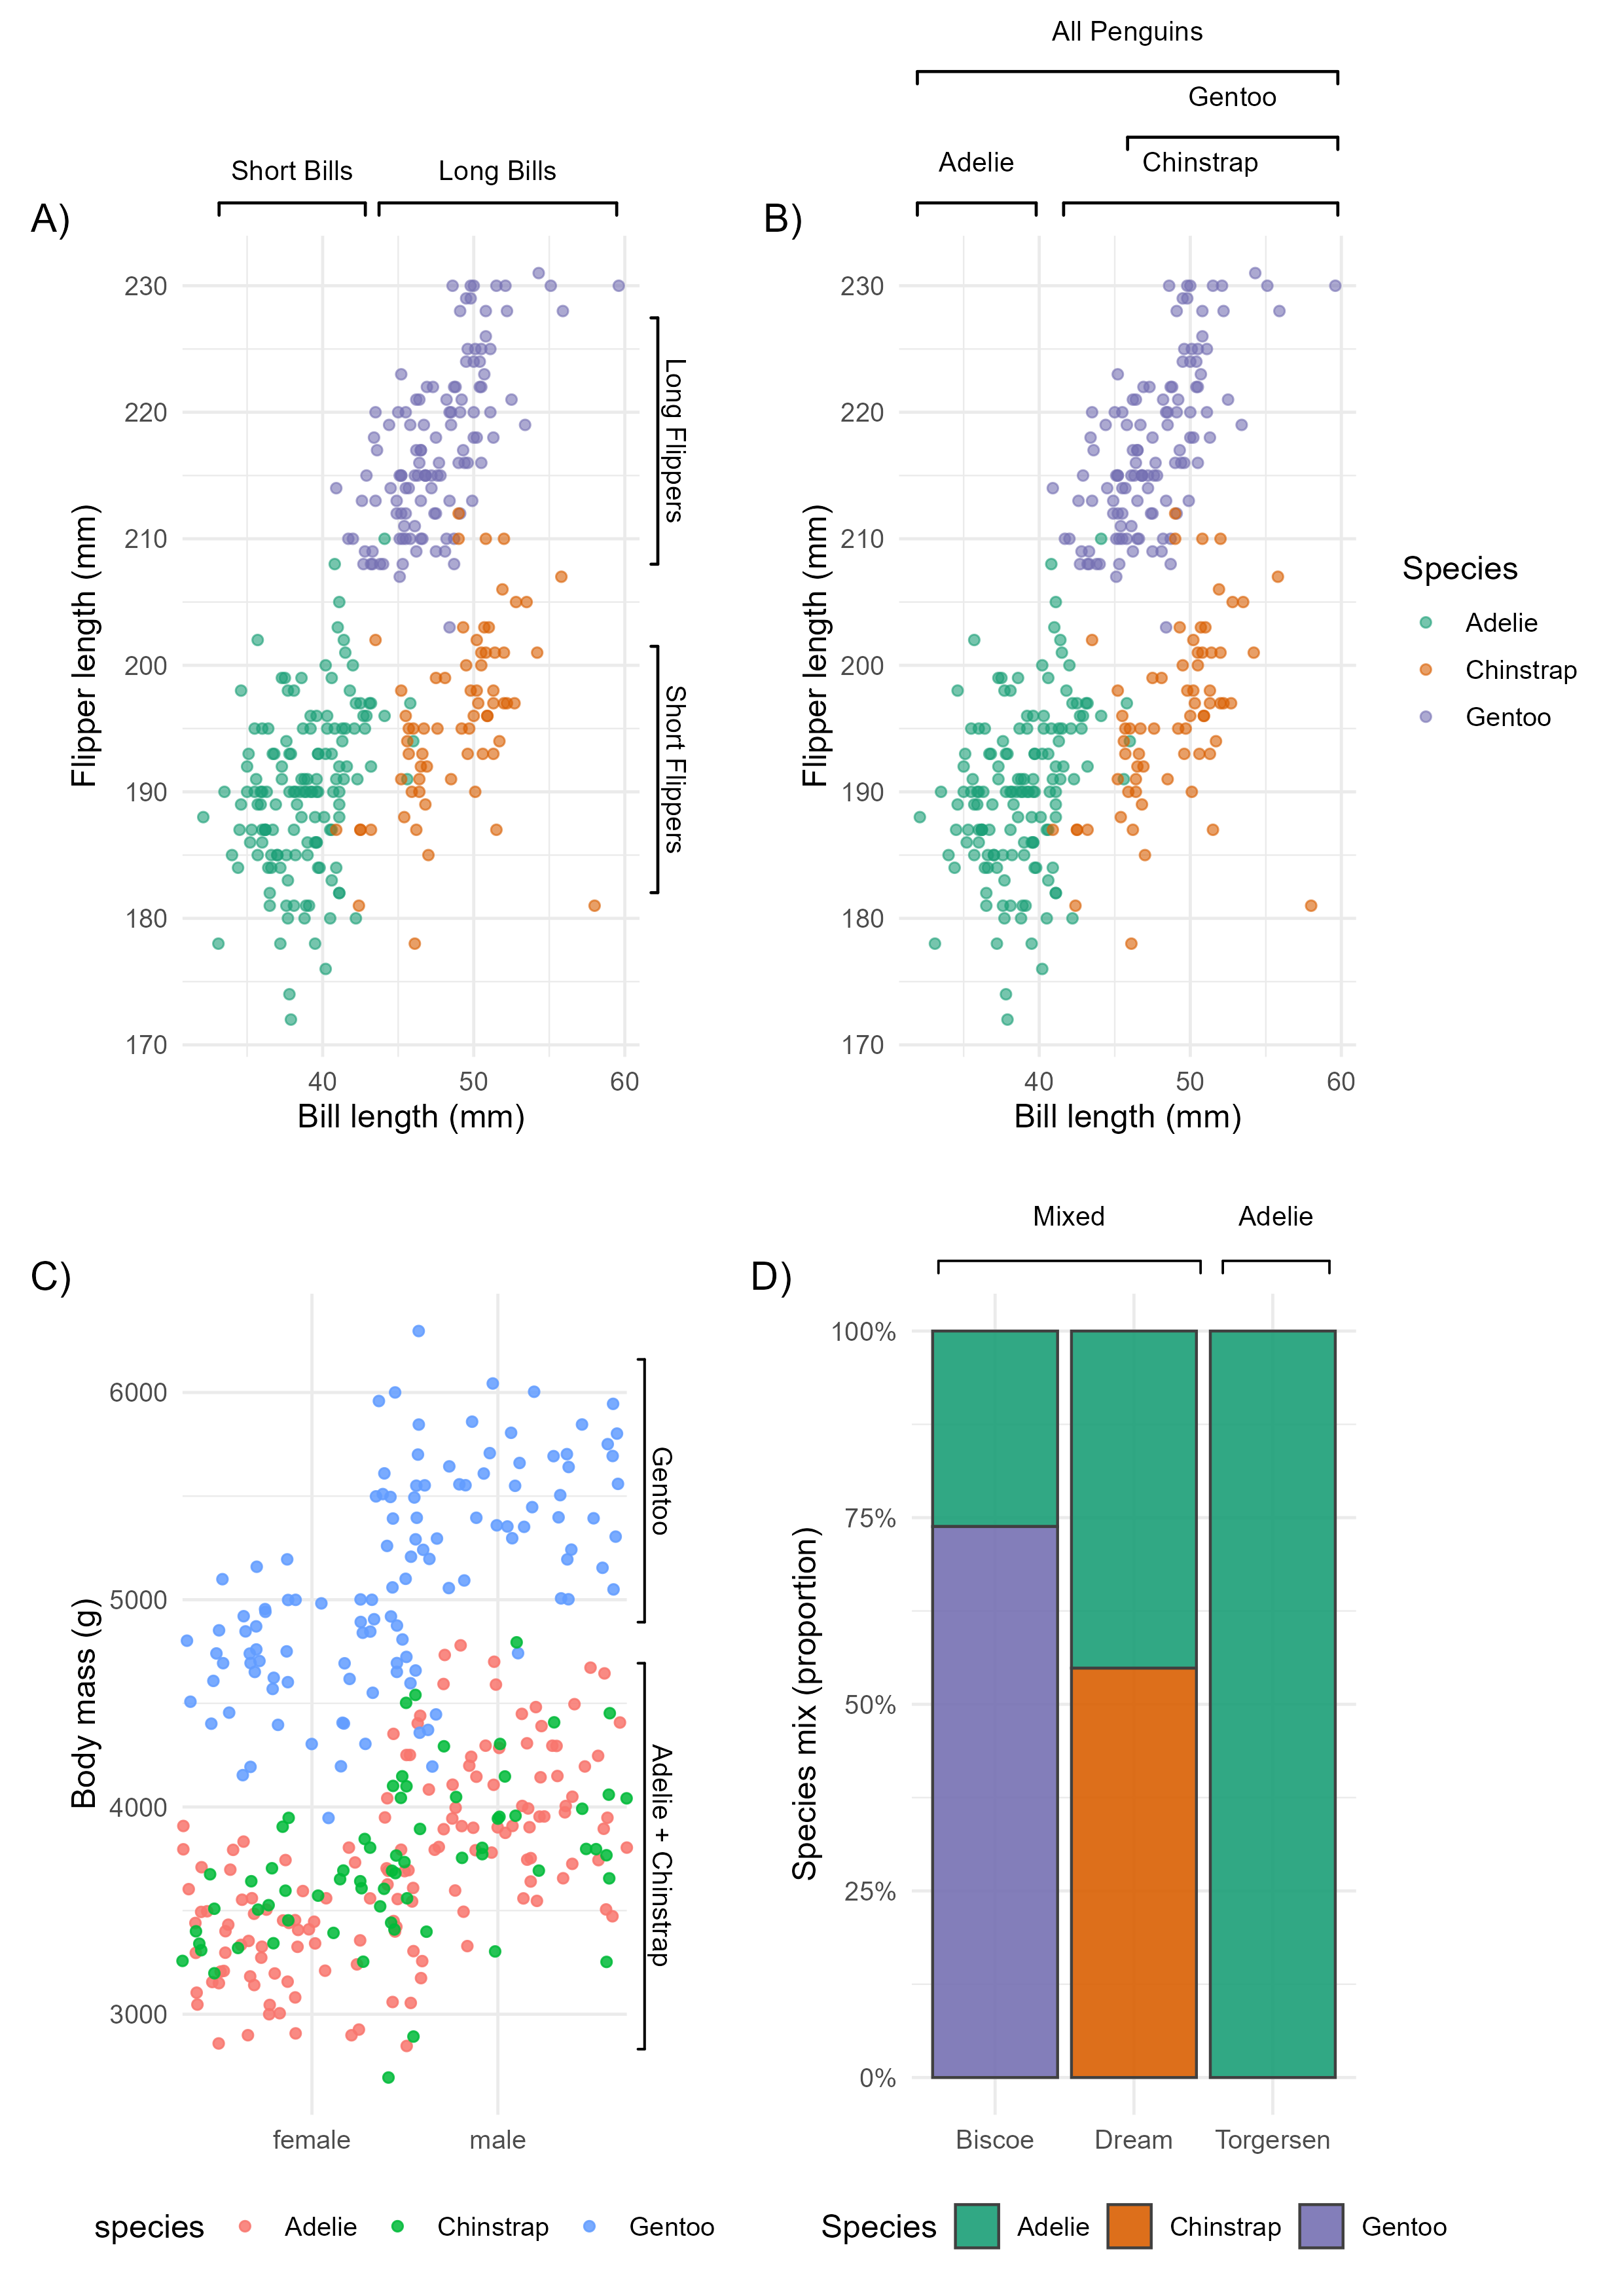 A)
Short Bills
Long Bills
Flipper length (mm)
230
220
210
200
190
180
170
Long Flippers
Short Flippers
40
50
60
Bill length (mm)
B)
All Penguins
Gentoo
Adelie
Chinstrap
Flipper length (mm)
230
220
210
200
190
180
170
40
50
60
Bill length (mm)
Species
Adelie
Chinstrap
Gentoo
C)
Body mass (g)
6000
5000
4000
3000
Gentoo
Adelie + Chinstrap
female
male
species
Adelie
Chinstrap
Gentoo
D)
Mixed
Adelie
Species mix (proportion)
100%
75%
50%
25%
0%
Biscoe
Dream
Torgersen
Species
Adelie
Chinstrap
Gentoo